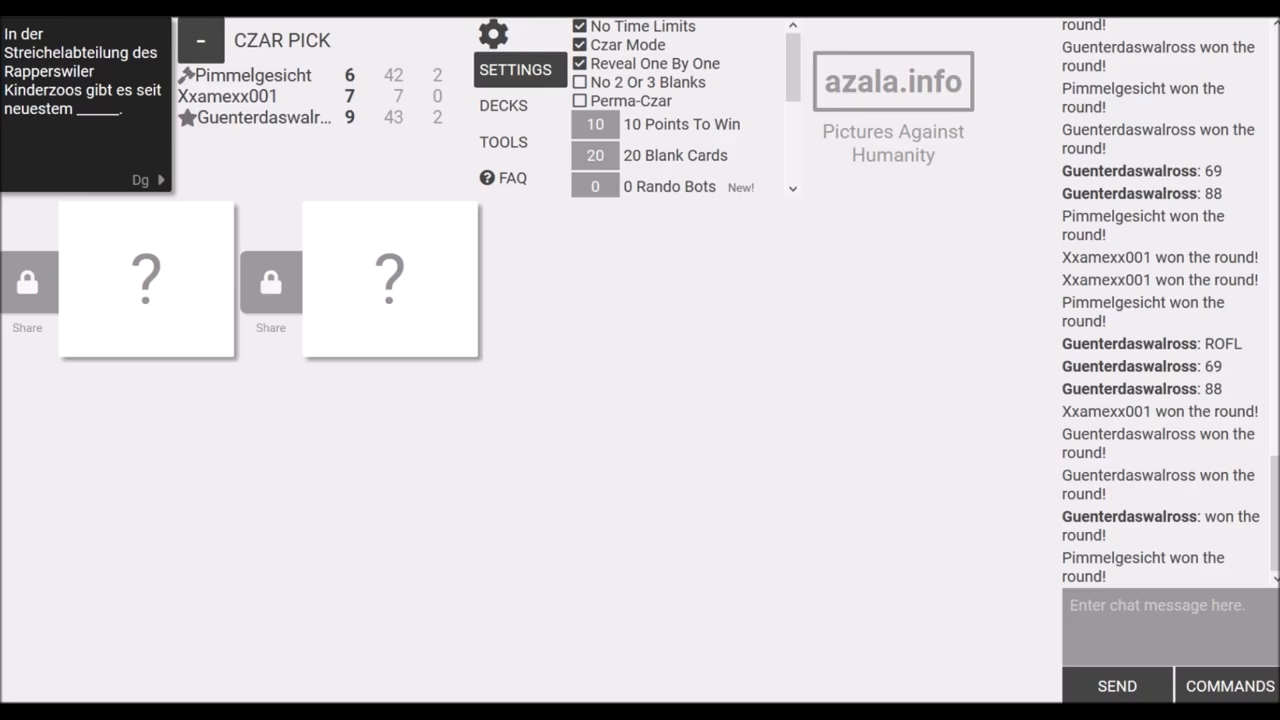 In der
Streichelabteilung des
Rapperswiler
Kinderzoos gibt es seit
neuestem _____.
Dg
-
CZAR PICK
Pimmelgesicht 6 42 2
Xxamexx001 7 7 0
Guenterdaswalr... 9 43 2
SETTINGS
DECKS
TOOLS
FAQ
No Time Limits
Czar Mode
Reveal One By One
No 2 Or 3 Blanks
Perma-Czar
10 10 Points To Win
20 20 Blank Cards
0 0 Rando Bots New!
azala.info
Pictures Against
Humanity
?
Share
?
Share
round!
Guenterdaswalross won the
round!
Pimmelgesicht won the
round!
Guenterdaswalross won the
round!
Guenterdaswalross: 69
Guenterdaswalross: 88
Pimmelgesicht won the
round!
Xxamexx001 won the round!
Xxamexx001 won the round!
Pimmelgesicht won the
round!
Guenterdaswalross: ROFL
Guenterdaswalross: 69
Guenterdaswalross: 88
Xxamexx001 won the round!
Guenterdaswalross won the
round!
Guenterdaswalross won the
round!
Guenterdaswalross: won the
round!
Pimmelgesicht won the
round!
Enter chat message here.
SEND
COMMANDS